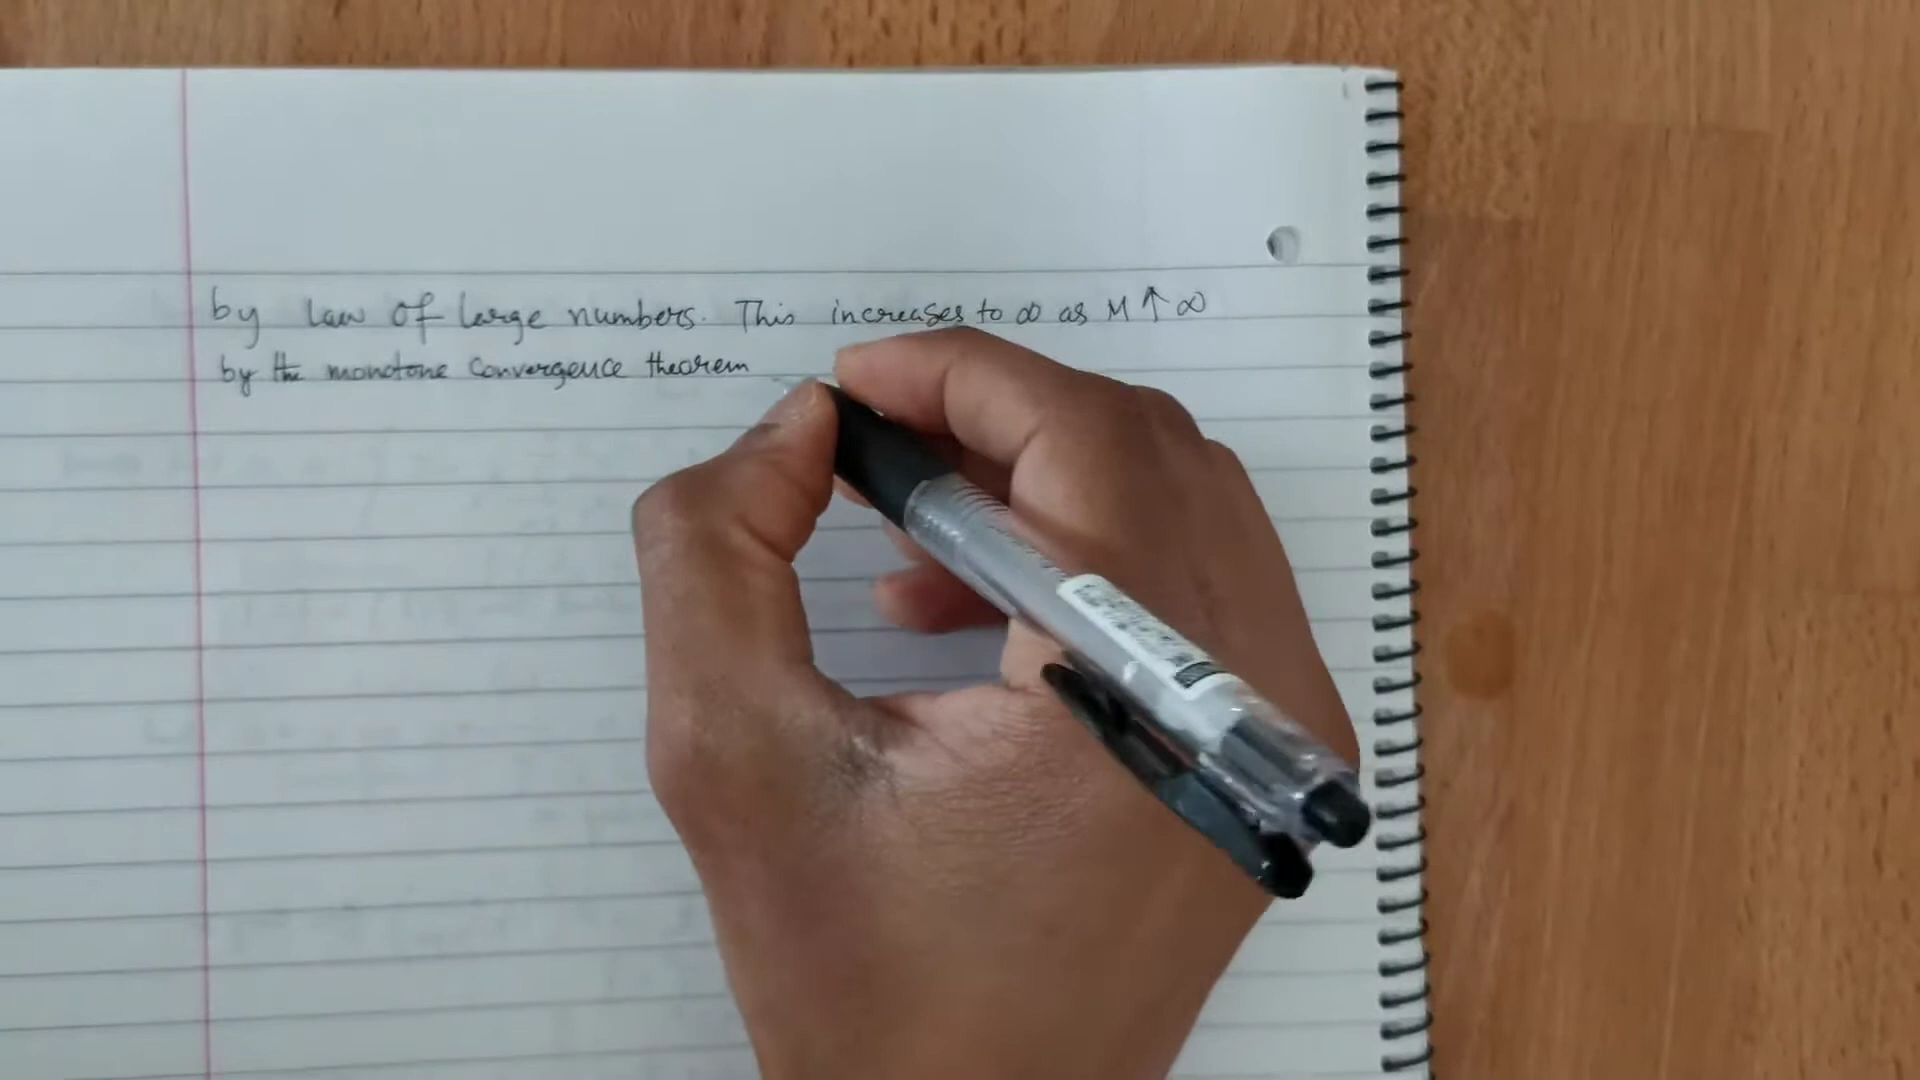 by law of large numbers. This increases to ∞ as M ↑ ∞
by the monotone convergence theorem